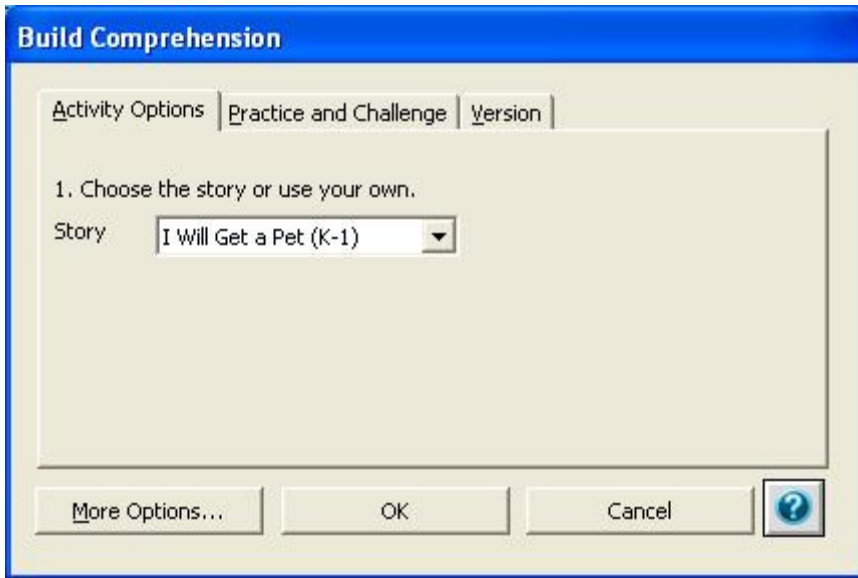 Build Comprehension
Activity Options Practice and Challenge Version
1. Choose the story or use your own.
Story I Will Get a Pet (K-1)
More Options... OK Cancel ?